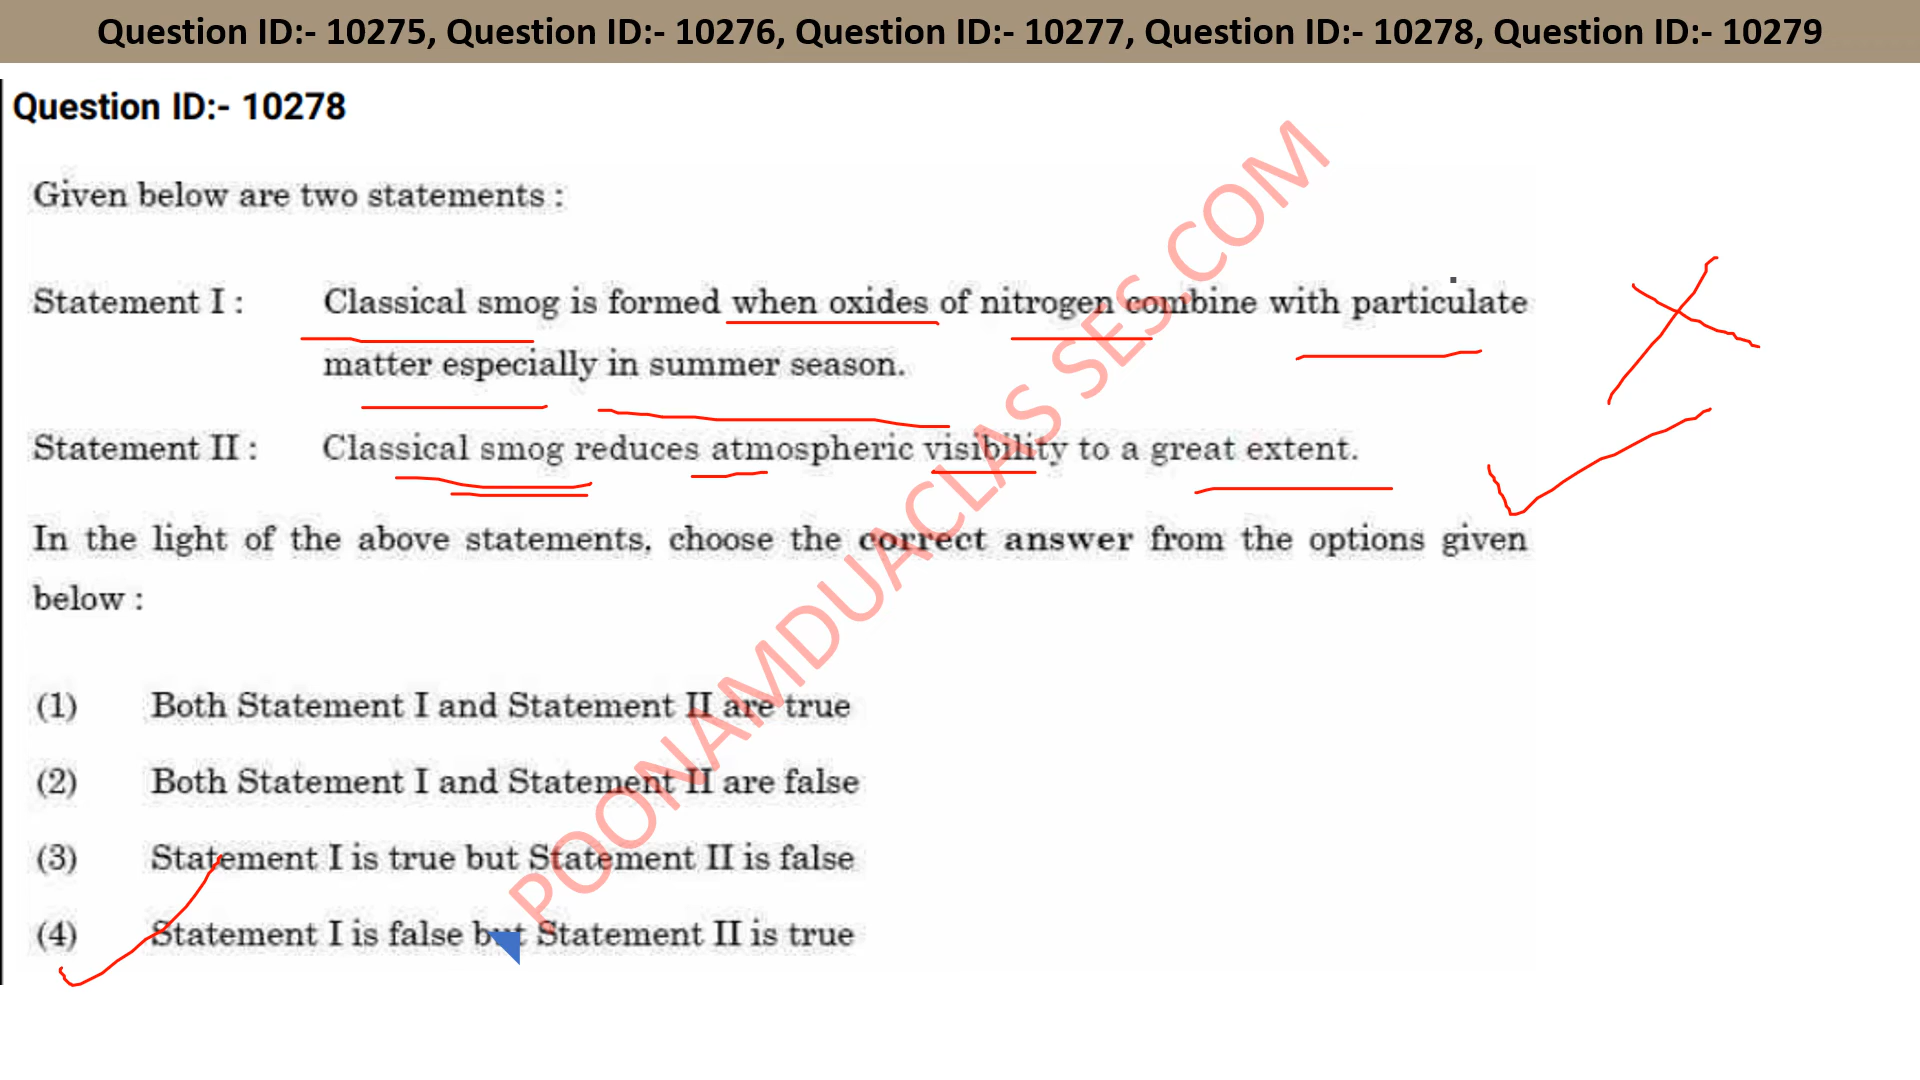 Question ID:- 10275, Question ID:- 10276, Question ID:- 10277, Question ID:- 10278, Question ID:- 10279
Question ID:- 10278
Given below are two statements :
Statement I : Classical smog is formed when oxides of nitrogen combine with particulate
matter especially in summer season.
Statement II : Classical smog reduces atmospheric visibility to a great extent.
In the light of the above statements, choose the correct answer from the options given
below :
(1) Both Statement I and Statement II are true
(2) Both Statement I and Statement II are false
(3) Statement I is true but Statement II is false
(4) Statement I is false but Statement II is true
POONAMDUACLAS SES.COM